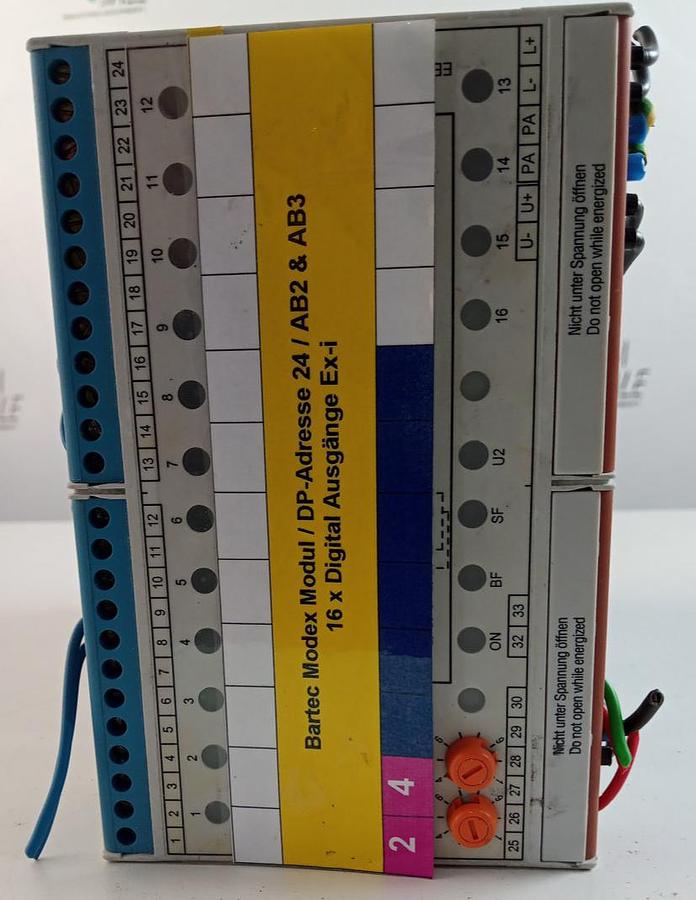 Bartec Modex Modul / DP-Adresse 24 / AB2 & AB3
16 x Digital Ausgänge Ex-i
2 4
Nicht unter Spannung öffnen
Do not open while energized
Nicht unter Spannung öffnen
Do not open while energized
1 2 3 4 5 6 7 8 9 10 11 12 13 14 15 16 17 18 19 20 21 22 23 24
1 2 3 4 5 6 7 8 9 10 11 12
ON BF SF U2 16 15 14 13
32 33
U- U+ PA PA L- L+
25 26 27 28 29 30